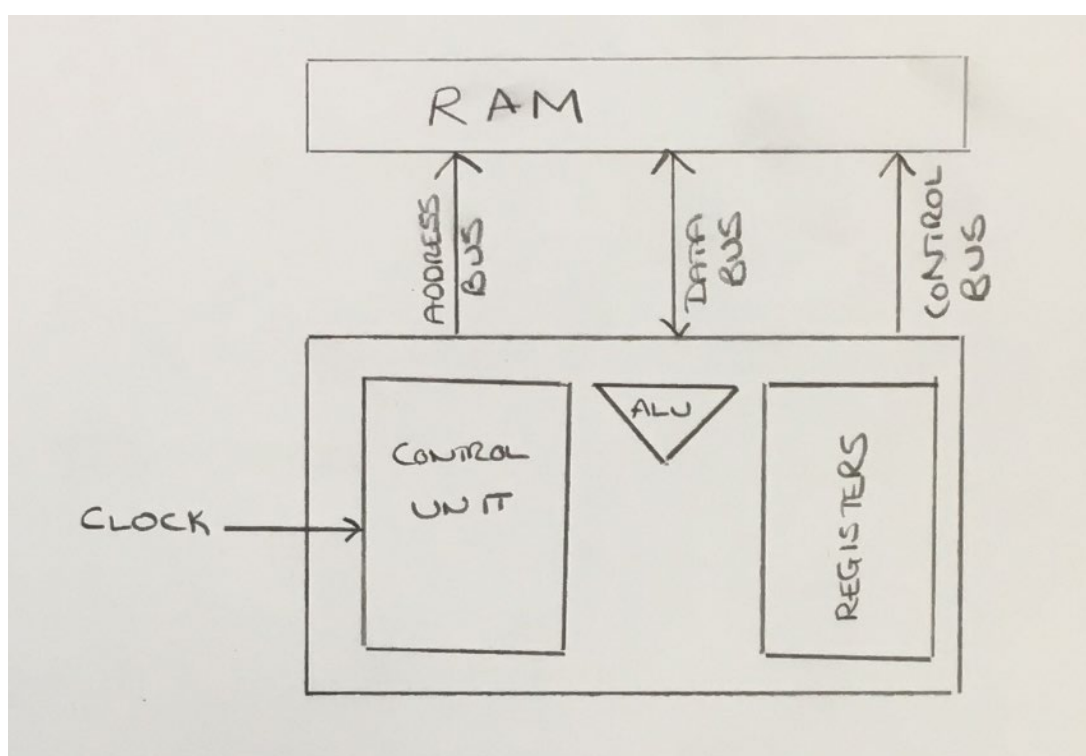 RAM
ADDRESS
BUS
DATA
BUS
CONTROL
BUS
CLOCK
CONTROL
UNIT
ALU
REGISTERS